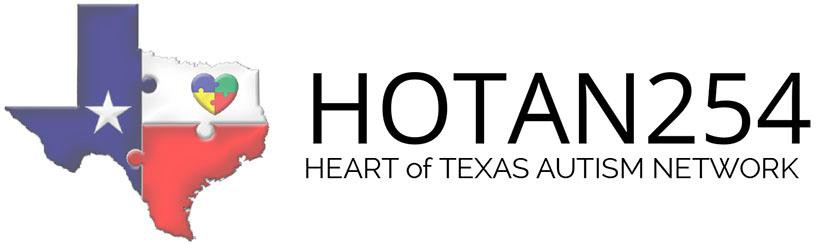 HOTAN254
HEART of TEXAS AUTISM NETWORK